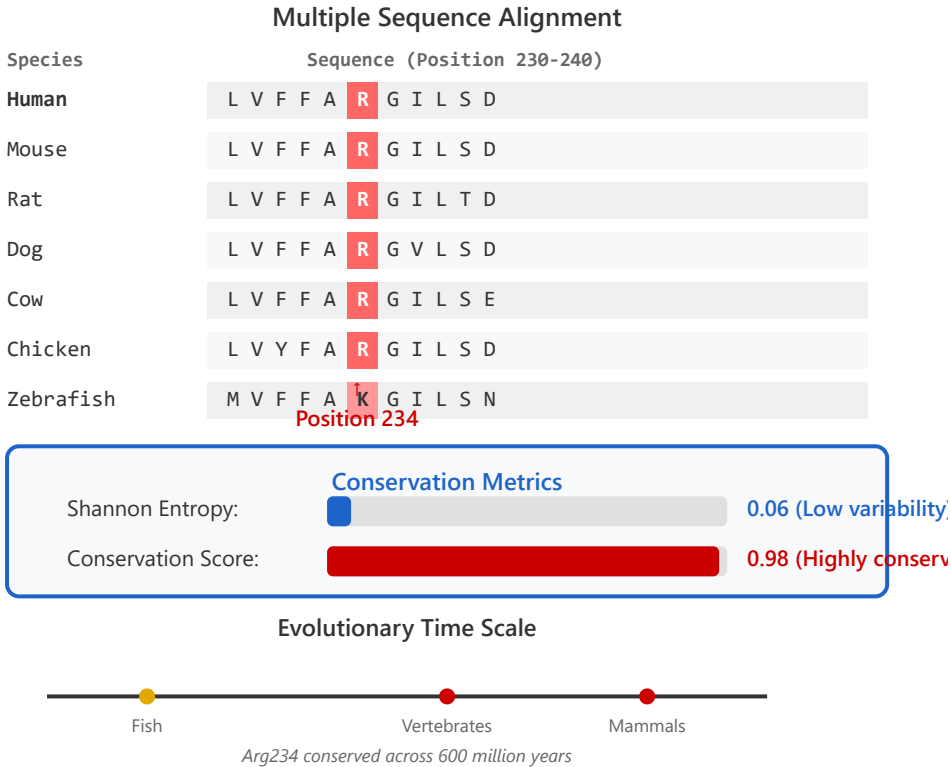 Multiple Sequence Alignment
Species Sequence (Position 230-240)
Human L V F F A R G I L S D
Mouse L V F F A R G I L S D
Rat L V F F A R G I L T D
Dog L V F F A R G V L S D
Cow L V F F A R G I L S E
Chicken L V Y F A R G I L S D
Zebrafish M V F F A K G I L S N
↑
Position 234
Conservation Metrics
Shannon Entropy: 0.06 (Low variability)
Conservation Score: 0.98 (Highly conserv
Evolutionary Time Scale
Fish Vertebrates Mammals
Arg234 conserved across 600 million years